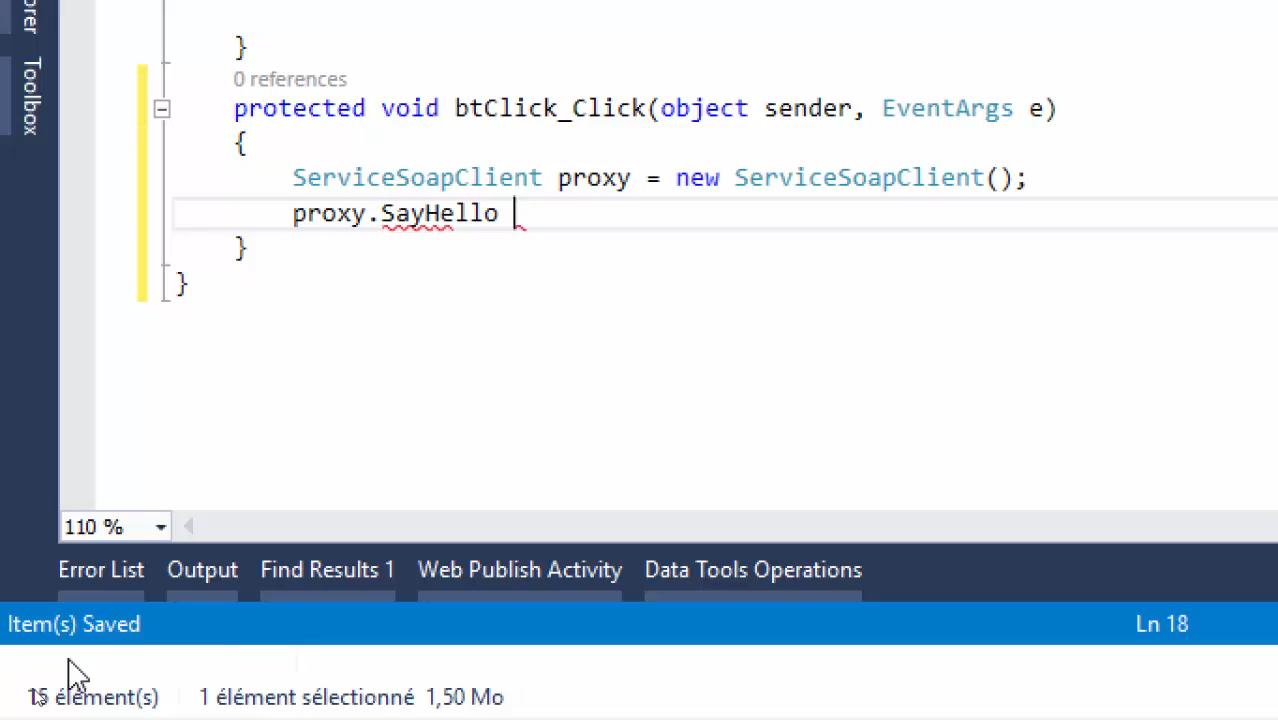 orer
Toolbox
}
0 references
protected void btClick_Click(object sender, EventArgs e)
{
ServiceSoapClient proxy = new ServiceSoapClient();
proxy.SayHello
}
}
110 %
Error List Output Find Results 1 Web Publish Activity Data Tools Operations
Item(s) Saved Ln 18
15 élément(s) 1 élément sélectionné 1,50 Mo